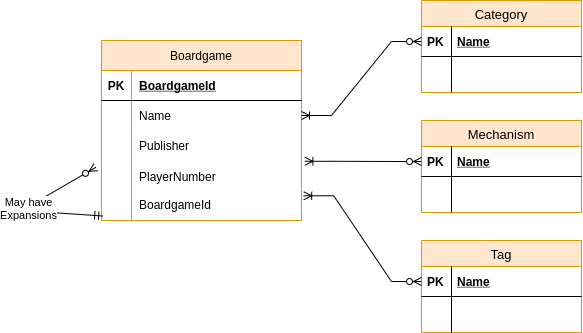 Boardgame
PK BoardgameId
Name
Publisher
PlayerNumber
BoardgameId
May have
Expansions
Category
PK Name
Mechanism
PK Name
Tag
PK Name